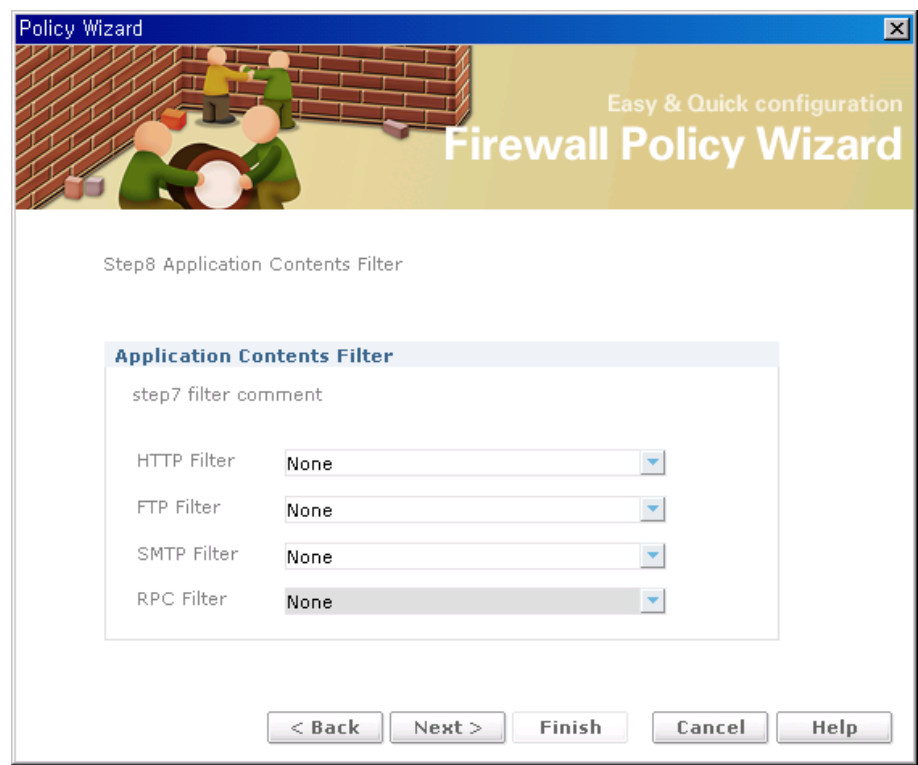 Policy Wizard
Easy & Quick configuration
Firewall Policy Wizard
Step8 Application Contents Filter
Application Contents Filter
step7 filter comment
HTTP Filter None
FTP Filter None
SMTP Filter None
RPC Filter None
< Back Next > Finish Cancel Help